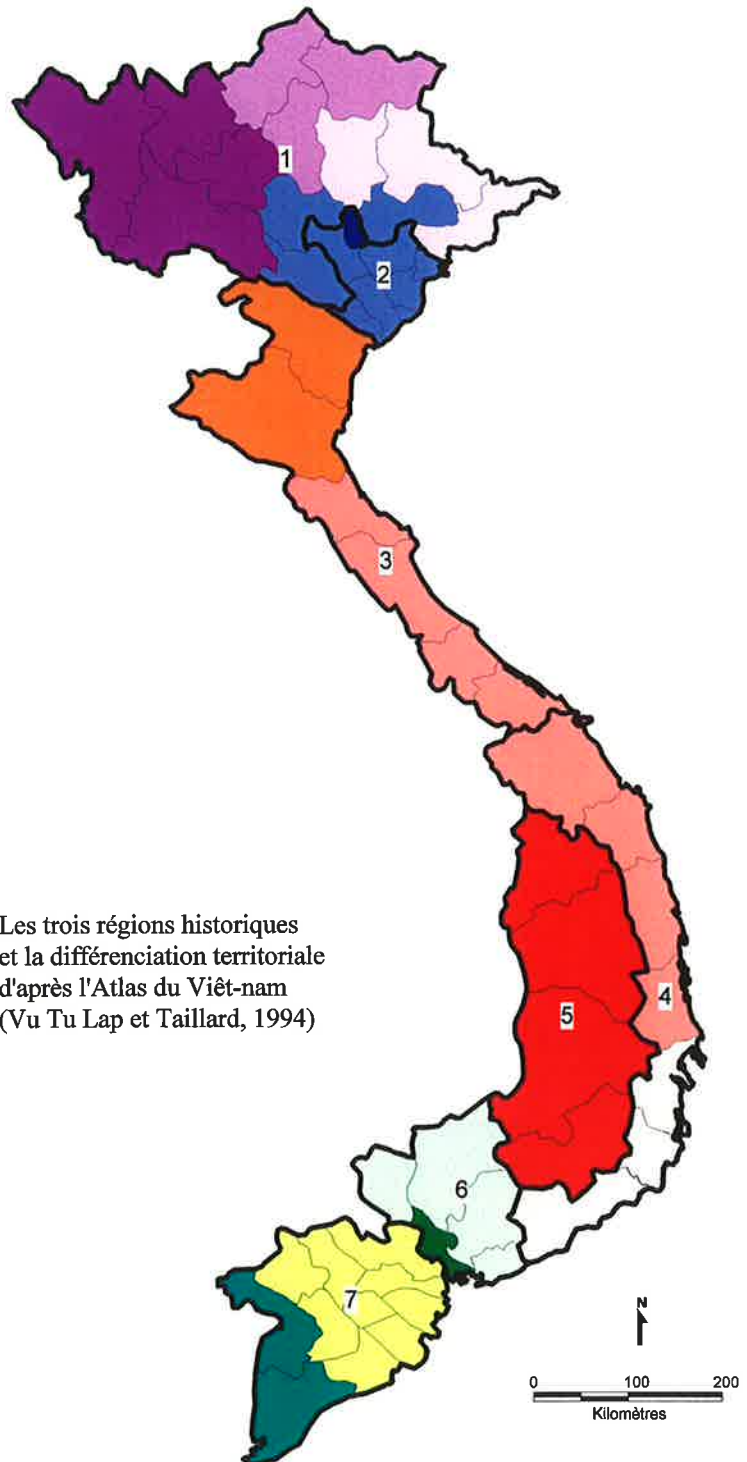 1
2
3
Les trois régions historiques
et la différenciation territoriale
d'après l'Atlas du Viêt-nam
(Vu Tu Lap et Taillard, 1994)
4
5
6
7
N
0 100 200
Kilomètres